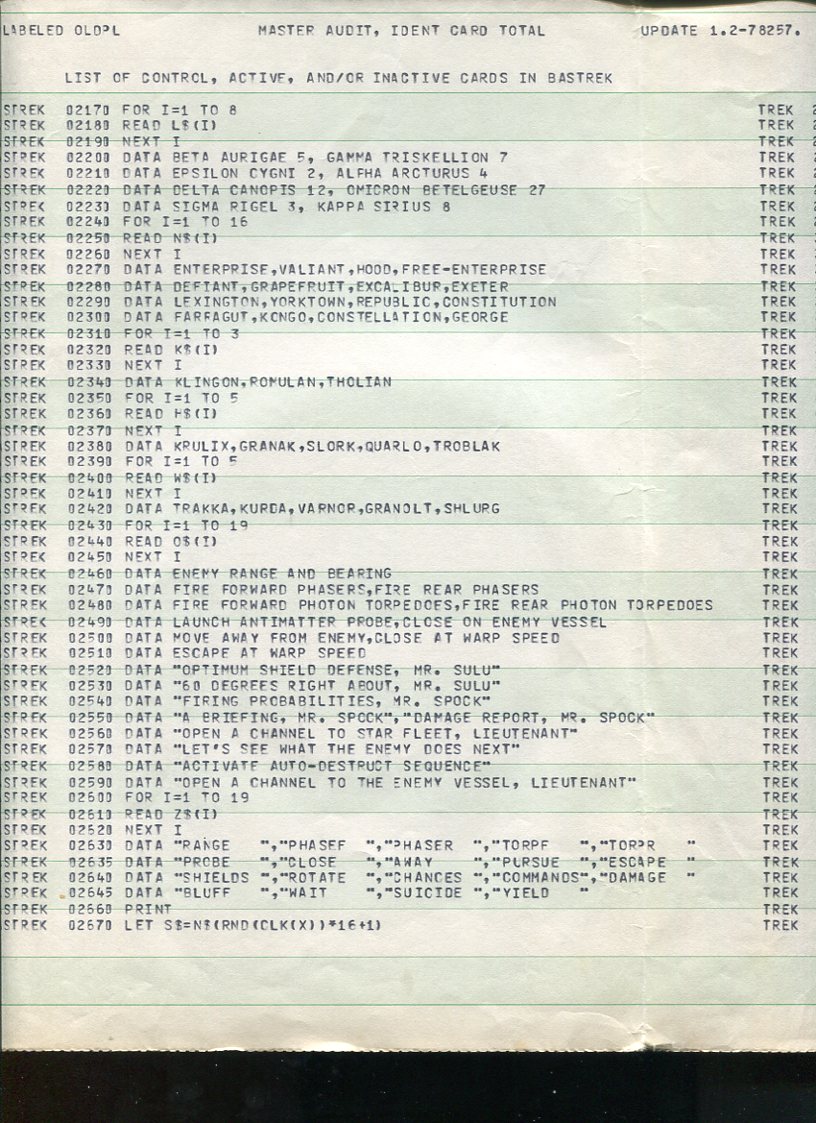 LABELED OLDPL MASTER AUDIT, IDENT CARD TOTAL UPDATE 1.2-78257.
LIST OF CONTROL, ACTIVE, AND/OR INACTIVE CARDS IN BASTREK
STREK 02170 FOR I=1 TO 8 TREK
STREK 02180 READ L$(I) TREK
STREK 02190 NEXT I TREK
STREK 02200 DATA BETA AURIGAE 5, GAMMA TRISKELLION 7 TREK
STREK 02210 DATA EPSILON CYGNI 2, ALPHA ARCTURUS 4 TREK
STREK 02220 DATA DELTA CANOPIS 12, OMICRON BETELGEUSE 27 TREK
STREK 02230 DATA SIGMA RIGEL 3, KAPPA SIRIUS 8 TREK
STREK 02240 FOR I=1 TO 16 TREK
STREK 02250 READ N$(I) TREK
STREK 02260 NEXT I TREK
STREK 02270 DATA ENTERPRISE,VALIANT,HOOD,FREE-ENTERPRISE TREK
STREK 02280 DATA DEFIANT,GRAPEFRUIT,EXCALIBUR,EXETER TREK
STREK 02290 DATA LEXINGTON,YORKTOWN,REPUBLIC,CONSTITUTION TREK
STREK 02300 DATA FARRAGUT,KONGO,CONSTELLATION,GEORGE TREK
STREK 02310 FOR I=1 TO 3 TREK
STREK 02320 READ K$(I) TREK
STREK 02330 NEXT I TREK
STREK 02340 DATA KLINGON,ROMULAN,THOLIAN TREK
STREK 02350 FOR I=1 TO 5 TREK
STREK 02360 READ H$(I) TREK
STREK 02370 NEXT I TREK
STREK 02380 DATA KRULIX,GRANAK,SLORK,QUARLO,TROBLAK TREK
STREK 02390 FOR I=1 TO 5 TREK
STREK 02400 READ W$(I) TREK
STREK 02410 NEXT I TREK
STREK 02420 DATA TRAKKA,KURDA,VARNOR,GRANOLT,SHLURG TREK
STREK 02430 FOR I=1 TO 19 TREK
STREK 02440 READ O$(I) TREK
STREK 02450 NEXT I TREK
STREK 02460 DATA ENEMY RANGE AND BEARING TREK
STREK 02470 DATA FIRE FORWARD PHASERS,FIRE REAR PHASERS TREK
STREK 02480 DATA FIRE FORWARD PHOTON TORPEDOES,FIRE REAR PHOTON TORPEDOES TREK
STREK 02490 DATA LAUNCH ANTIMATTER PROBE,CLOSE ON ENEMY VESSEL TREK
STREK 02500 DATA MOVE AWAY FROM ENEMY,CLOSE AT WARP SPEED TREK
STREK 02510 DATA ESCAPE AT WARP SPEED TREK
STREK 02520 DATA "OPTIMUM SHIELD DEFENSE, MR. SULU" TREK
STREK 02530 DATA "60 DEGREES RIGHT ABOUT, MR. SULU" TREK
STREK 02540 DATA "FIRING PROBABILITIES, MR. SPOCK" TREK
STREK 02550 DATA "A BRIEFING, MR. SPOCK","DAMAGE REPORT, MR. SPOCK" TREK
STREK 02560 DATA "OPEN A CHANNEL TO STAR FLEET, LIEUTENANT" TREK
STREK 02570 DATA "LET'S SEE WHAT THE ENEMY DOES NEXT" TREK
STREK 02580 DATA "ACTIVATE AUTO-DESTRUCT SEQUENCE" TREK
STREK 02590 DATA "OPEN A CHANNEL TO THE ENEMY VESSEL, LIEUTENANT" TREK
STREK 02600 FOR I=1 TO 19 TREK
STREK 02610 READ Z$(I) TREK
STREK 02620 NEXT I TREK
STREK 02630 DATA "RANGE   ","PHASEF  ","PHASER  ","TORPF   ","TORPR   " TREK
STREK 02635 DATA "PROBE   ","CLOSE   ","AWAY    ","PURSUE  ","ESCAPE  " TREK
STREK 02640 DATA "SHIELDS ","ROTATE  ","CHANCES ","COMMANDS","DAMAGE  " TREK
STREK 02645 DATA "BLUFF   ","WAIT    ","SUICIDE ","YIELD   " TREK
STREK 02660 PRINT TREK
STREK 02670 LET S$=N$(RND(CLK(X))*16+1) TREK